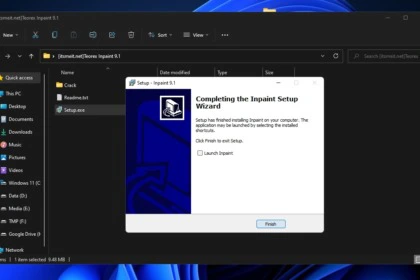 [itsmeit.net]Teorex Inpaint 9.1
New
Sort
View
[itsmeit.net]Teorex Inpaint 9.1
Search [itsmeit.net]Teorex
Quick access
This PC
Desktop
Documents
Downloads
Music
Pictures
Videos
Windows 11 (C
Data (D:)
Media (E:)
TMP (F:)
Google Drive (
Network
Name
Date modified
Type
Size
Crack
Readme.txt
Setup.exe
Setup - Inpaint 9.1
Completing the Inpaint Setup
Wizard
Setup has finished installing Inpaint on your computer. The
application may be launched by selecting the installed
shortcuts.
Click Finish to exit Setup.
Launch Inpaint
Finish
ms
1 item selected 9.48 MB